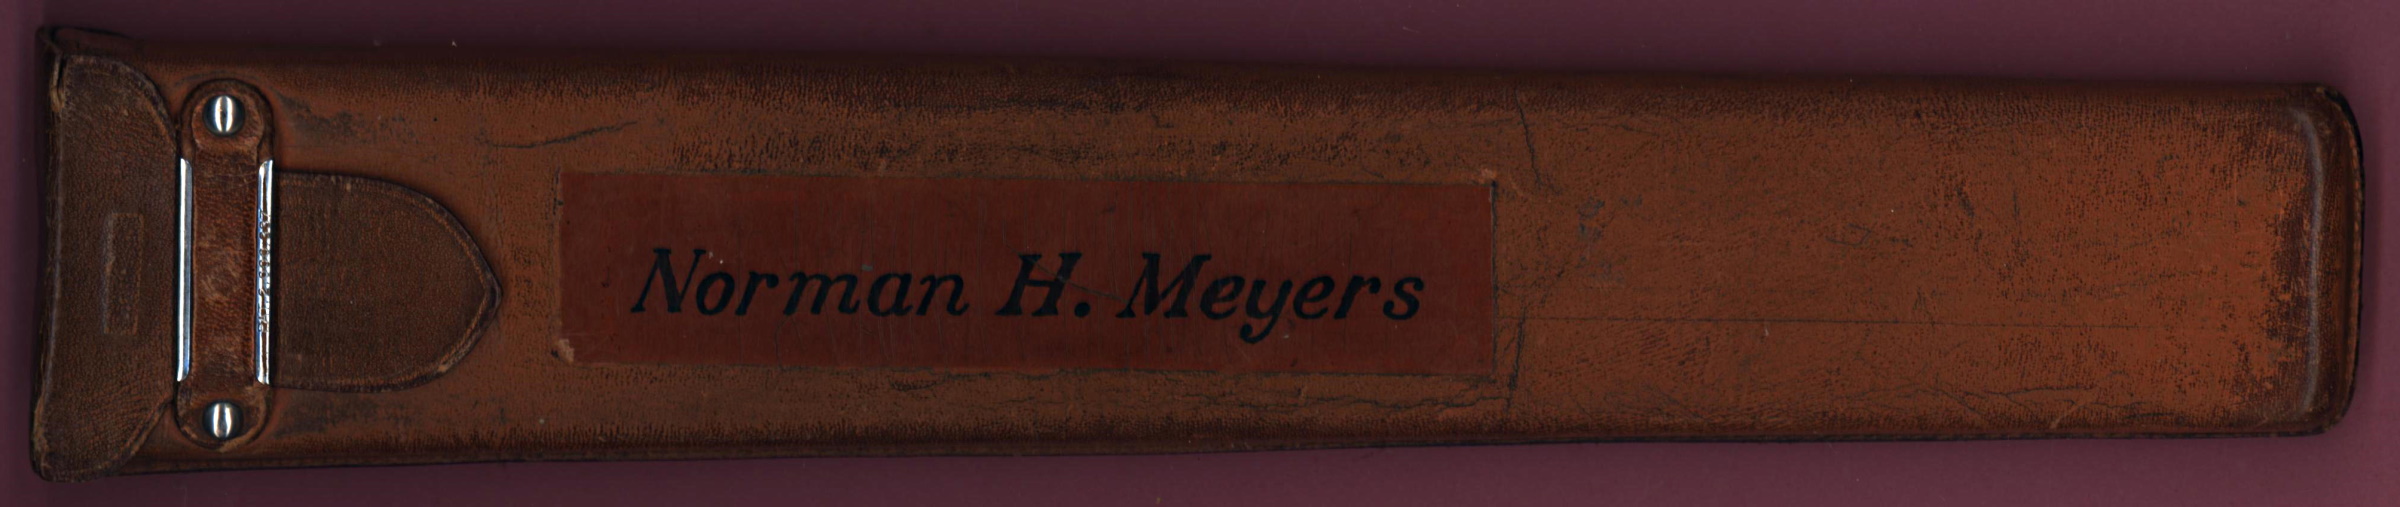 Norman H. Meyers